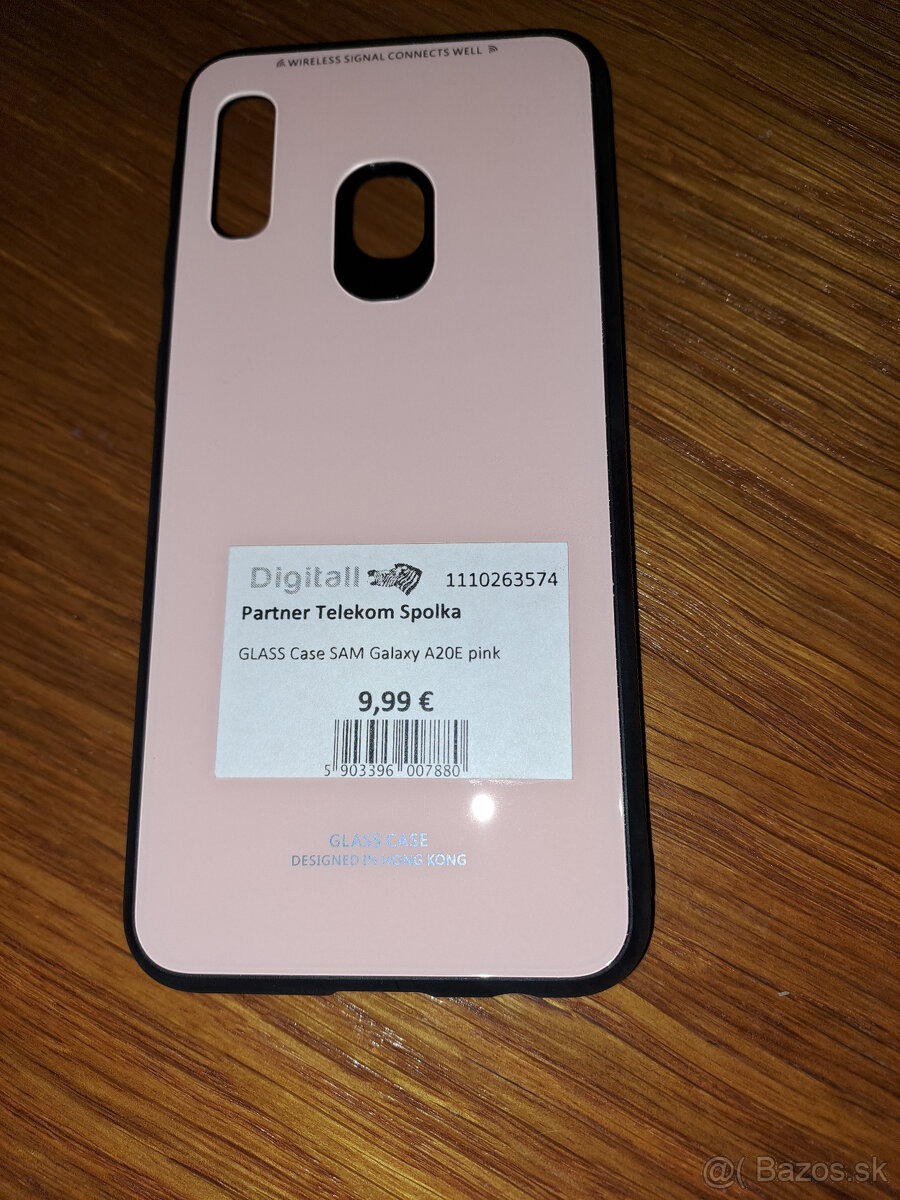 WIRELESS SIGNAL CONNECTS WELL
Digitall 1110263574
Partner Telekom Spolka
GLASS Case SAM Galaxy A20E pink
9,99 €
5 903396 007880
GLASS CASE
DESIGNED IN HONG KONG
@( Bazos.sk